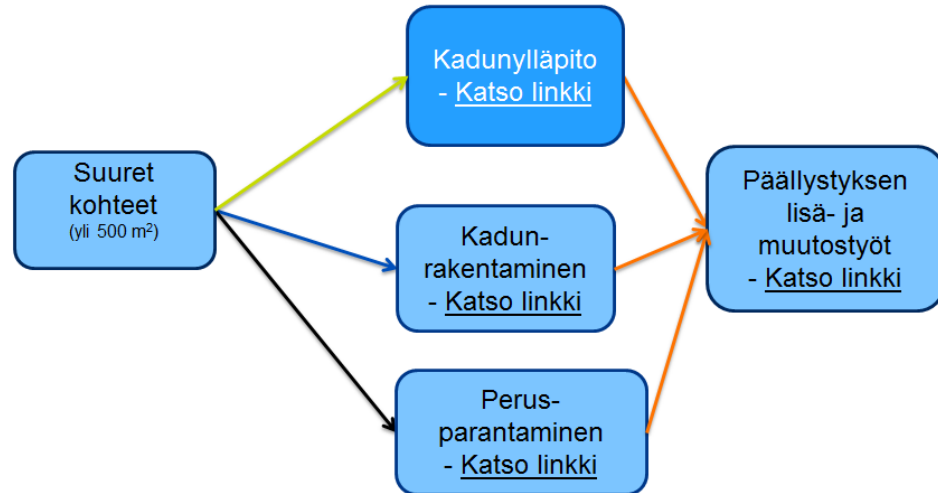 Suuret
kohteet
(yli 500 m²)
Kadunylläpito
- Katso linkki
Kadun-
rakentaminen
- Katso linkki
Perus-
parantaminen
- Katso linkki
Päällystyksen
lisä- ja
muutostyöt
- Katso linkki